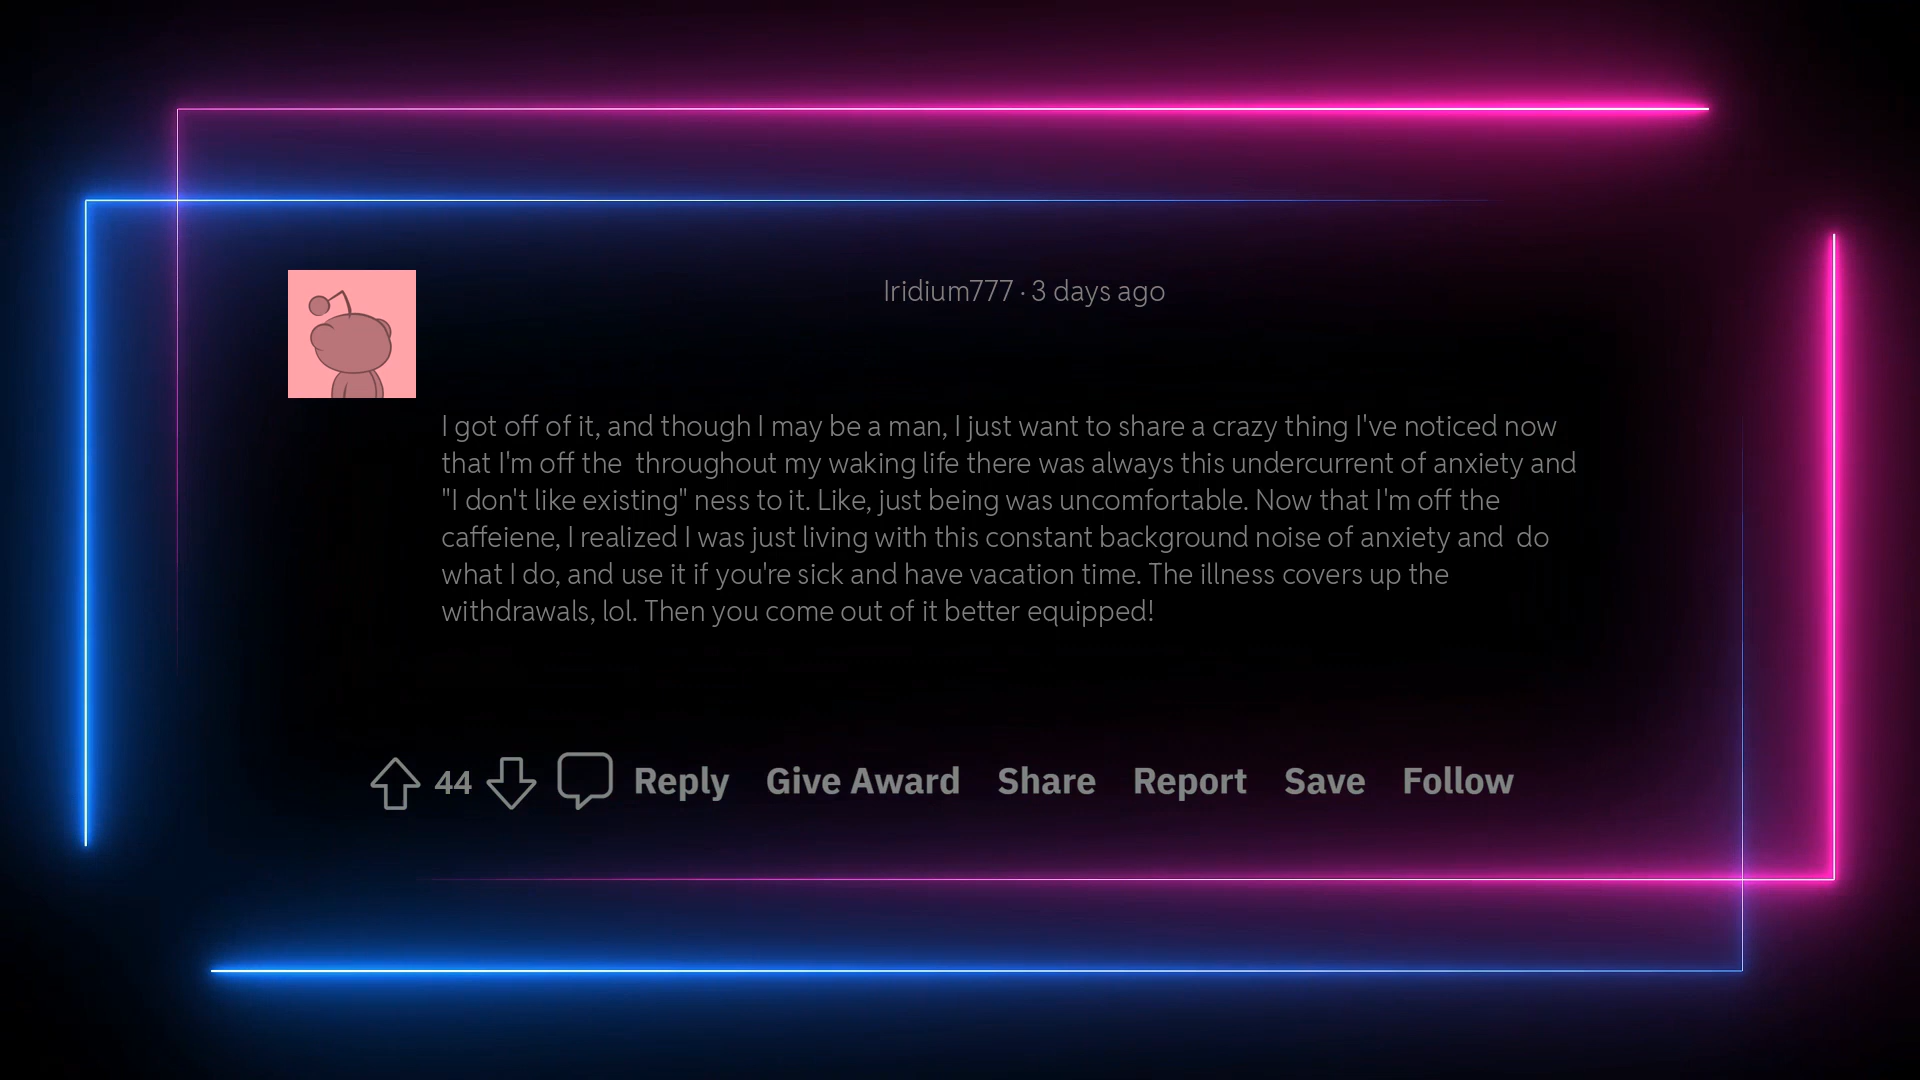 Iridium777 · 3 days ago
I got off of it, and though I may be a man, I just want to share a crazy thing I've noticed now
that I'm off the  throughout my waking life there was always this undercurrent of anxiety and
"I don't like existing" ness to it. Like, just being was uncomfortable. Now that I'm off the
caffeiene, I realized I was just living with this constant background noise of anxiety and  do
what I do, and use it if you're sick and have vacation time. The illness covers up the
withdrawals, lol. Then you come out of it better equipped!
44 Reply Give Award Share Report Save Follow